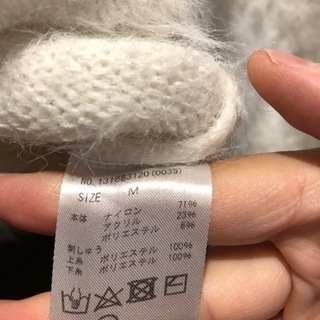 NO. 131663120(0035)
SIZE M
本体 ナイロン 71%
アクリル 23%
ポリエステル 6%
刺しゅう
上糸 ポリエステル 100%
下糸 ポリエステル 100%